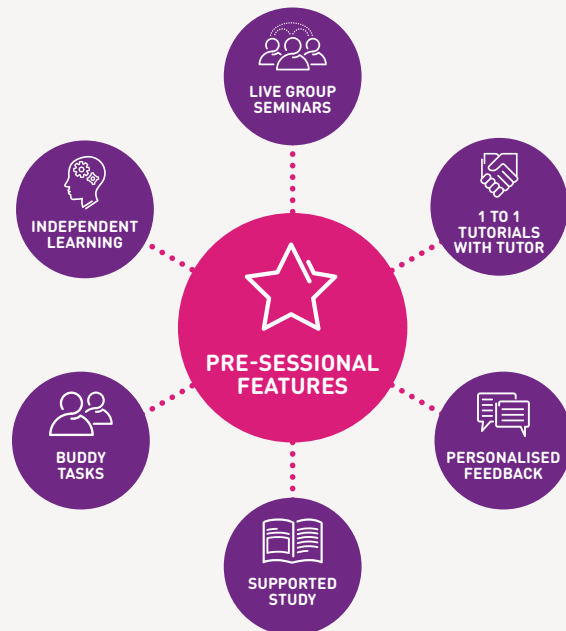 LIVE GROUP
SEMINARS
1 TO 1
TUTORIALS
WITH TUTOR
INDEPENDENT
LEARNING
PRE-SESSIONAL
FEATURES
BUDDY
TASKS
PERSONALISED
FEEDBACK
SUPPORTED
STUDY